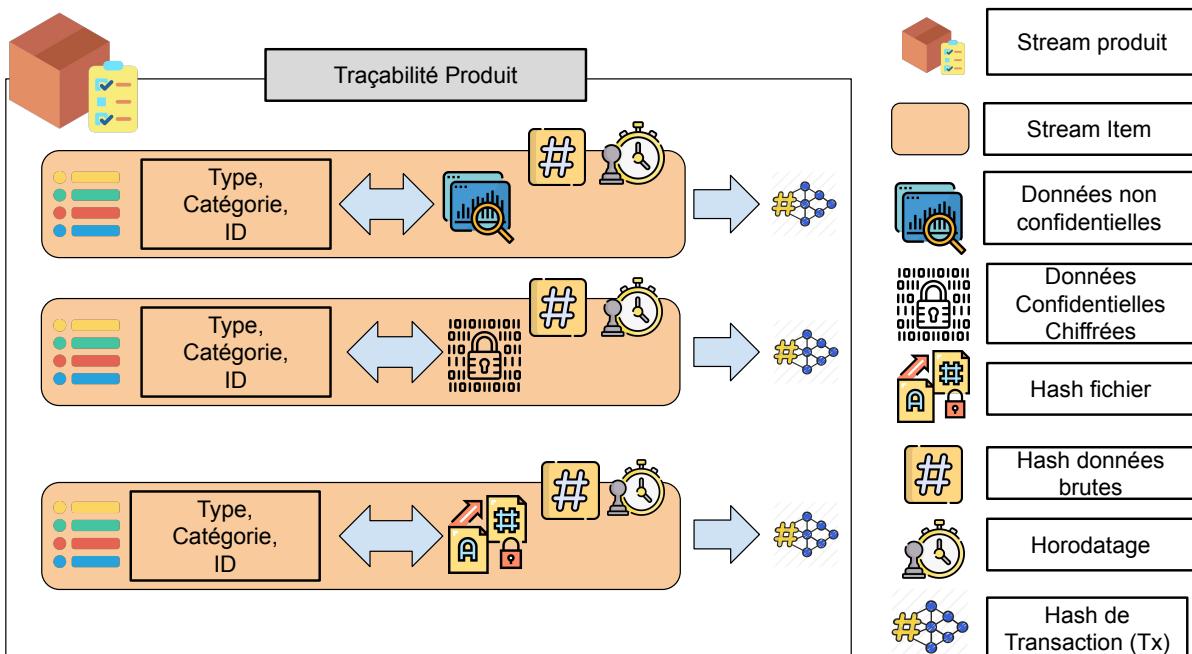 Traçabilité Produit
Type,
Catégorie,
ID
Type,
Catégorie,
ID
Type,
Catégorie,
ID
Stream produit
Stream Item
Données non
confidentielles
Données
Confidentielles
Chiffrées
Hash fichier
Hash données
brutes
Horodatage
Hash de
Transaction (Tx)